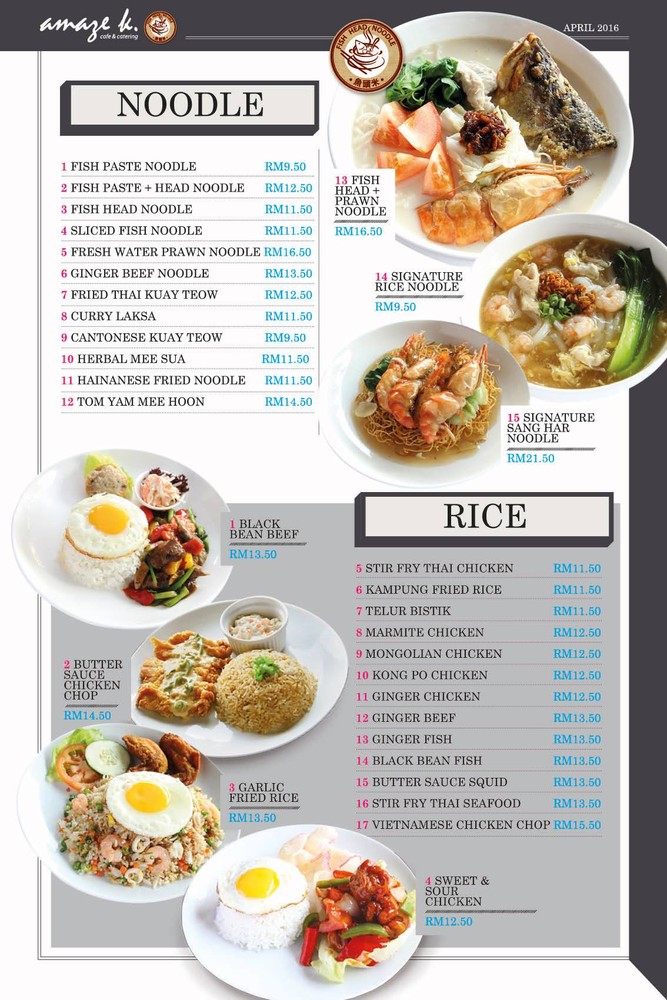 amaze k.
cafe & catering
FISH HEAD NOODLE
魚頭米
APRIL 2016
NOODLE
1 FISH PASTE NOODLE RM9.50
2 FISH PASTE + HEAD NOODLE RM12.50
3 FISH HEAD NOODLE RM11.50
4 SLICED FISH NOODLE RM11.50
5 FRESH WATER PRAWN NOODLE RM16.50
6 GINGER BEEF NOODLE RM13.50
7 FRIED THAI KUAY TEOW RM12.50
8 CURRY LAKSA RM11.50
9 CANTONESE KUAY TEOW RM9.50
10 HERBAL MEE SUA RM11.50
11 HAINANESE FRIED NOODLE RM11.50
12 TOM YAM MEE HOON RM14.50
13 FISH
HEAD +
PRAWN
NOODLE
RM16.50
14 SIGNATURE
RICE NOODLE
RM9.50
15 SIGNATURE
SANG HAR
NOODLE
RM21.50
RICE
1 BLACK
BEAN BEEF
RM13.50
2 BUTTER
SAUCE
CHICKEN
CHOP
RM14.50
3 GARLIC
FRIED RICE
RM13.50
4 SWEET &
SOUR
CHICKEN
RM12.50
5 STIR FRY THAI CHICKEN RM11.50
6 KAMPUNG FRIED RICE RM11.50
7 TELUR BISTIK RM11.50
8 MARMITE CHICKEN RM12.50
9 MONGOLIAN CHICKEN RM12.50
10 KONG PO CHICKEN RM12.50
11 GINGER CHICKEN RM12.50
12 GINGER BEEF RM13.50
13 GINGER FISH RM13.50
14 BLACK BEAN FISH RM13.50
15 BUTTER SAUCE SQUID RM13.50
16 STIR FRY THAI SEAFOOD RM13.50
17 VIETNAMESE CHICKEN CHOP RM15.50